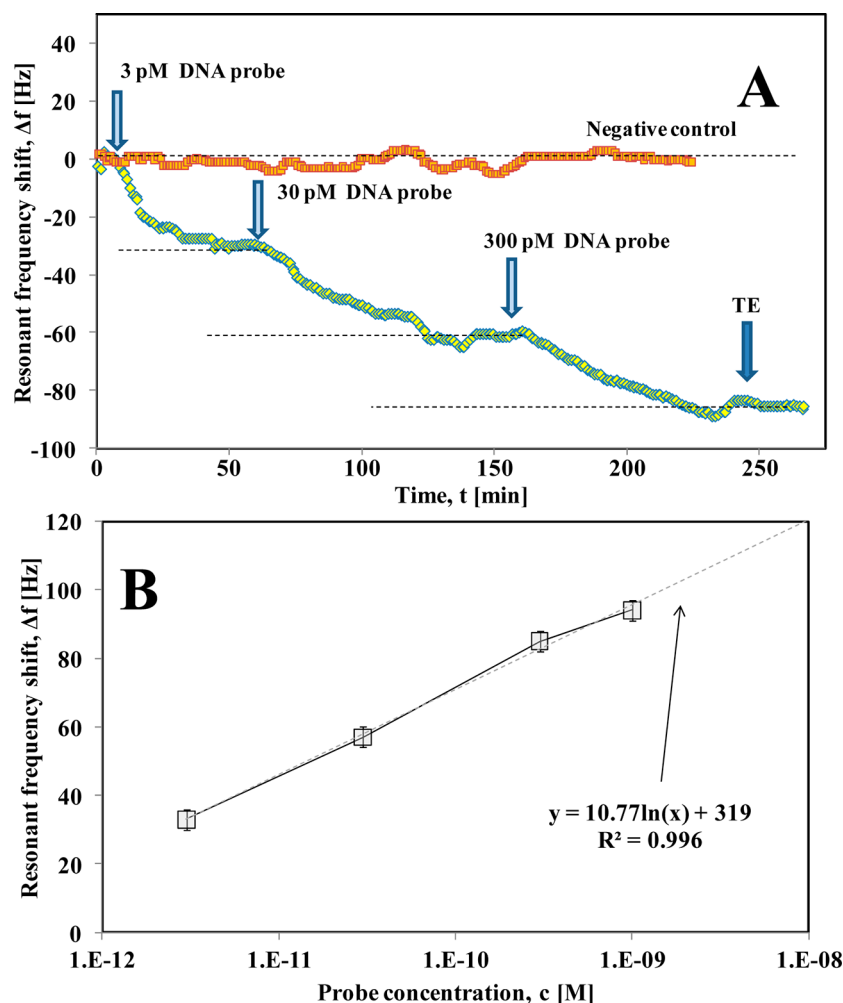 A
3 pM DNA probe
Negative control
30 pM DNA probe
300 pM DNA probe
TE
Resonant frequency shift, Δf [Hz]
40
20
0
-20
-40
-60
-80
-100
0 50 100 150 200 250
Time, t [min]
B
Resonant frequency shift, Δf [Hz]
120
100
80
60
40
20
0
y = 10.77ln(x) + 319
R² = 0.996
1.E-12 1.E-11 1.E-10 1.E-09 1.E-08
Probe concentration, c [M]